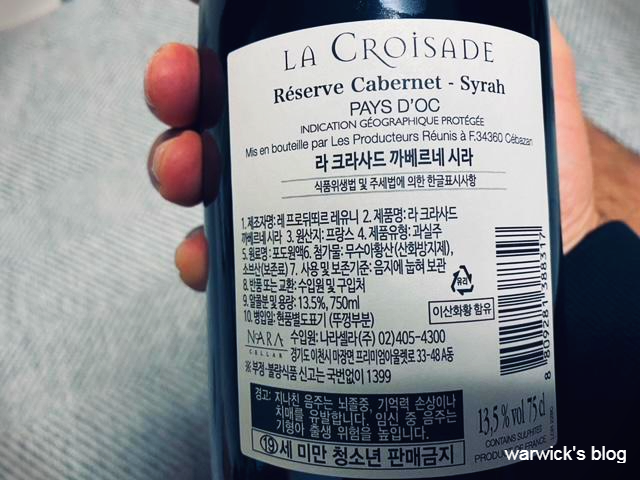 LA CROISADE
Réserve Cabernet - Syrah
PAYS D'OC
INDICATION GÉOGRAPHIQUE PROTÉGÉE
Mis en bouteille par Les Producteurs Réunis à F.34360 Cébazan
라 크라사드 까베르네 시라
식품위생법 및 주세법에 의한 한글표시사항
1. 제조자명: 레 프로뒤뙤르 레유니 2. 제품명: 라 크라사드
까베르네 시라 3. 원산지: 프랑스 4. 제품유형: 과실주
5. 원료명: 포도원액6. 첨가물: 무수아황산(산화방지제),
소브산(보존료) 7. 사용 및 보존기준: 음지에 눕혀 보관
8. 반품 또는 교환: 수입원 및 구입처
9. 알콜분 및 용량: 13.5%, 750ml
10. 병입일: 현품별도표기 (뚜껑부분)
유리
이산화황 함유
NARA
CELLAR
수입원: 나라셀라(주) 02)405-4300
경기도 이천시 마장면 프리미엄아울렛로 33-48 A동
※ 부정·불량식품 신고는 국번없이 1399
8 809281 388317
경고: 지나친 음주는 뇌졸중, 기억력 손상이나
치매를 유발합니다. 임신 중 음주는
기형아 출생 위험을 높입니다.
19세 미만 청소년 판매금지
13,5 % vol 75 cl
CONTAINS SULPHITES
PRODUCE OF FRANCE
warwick's blog